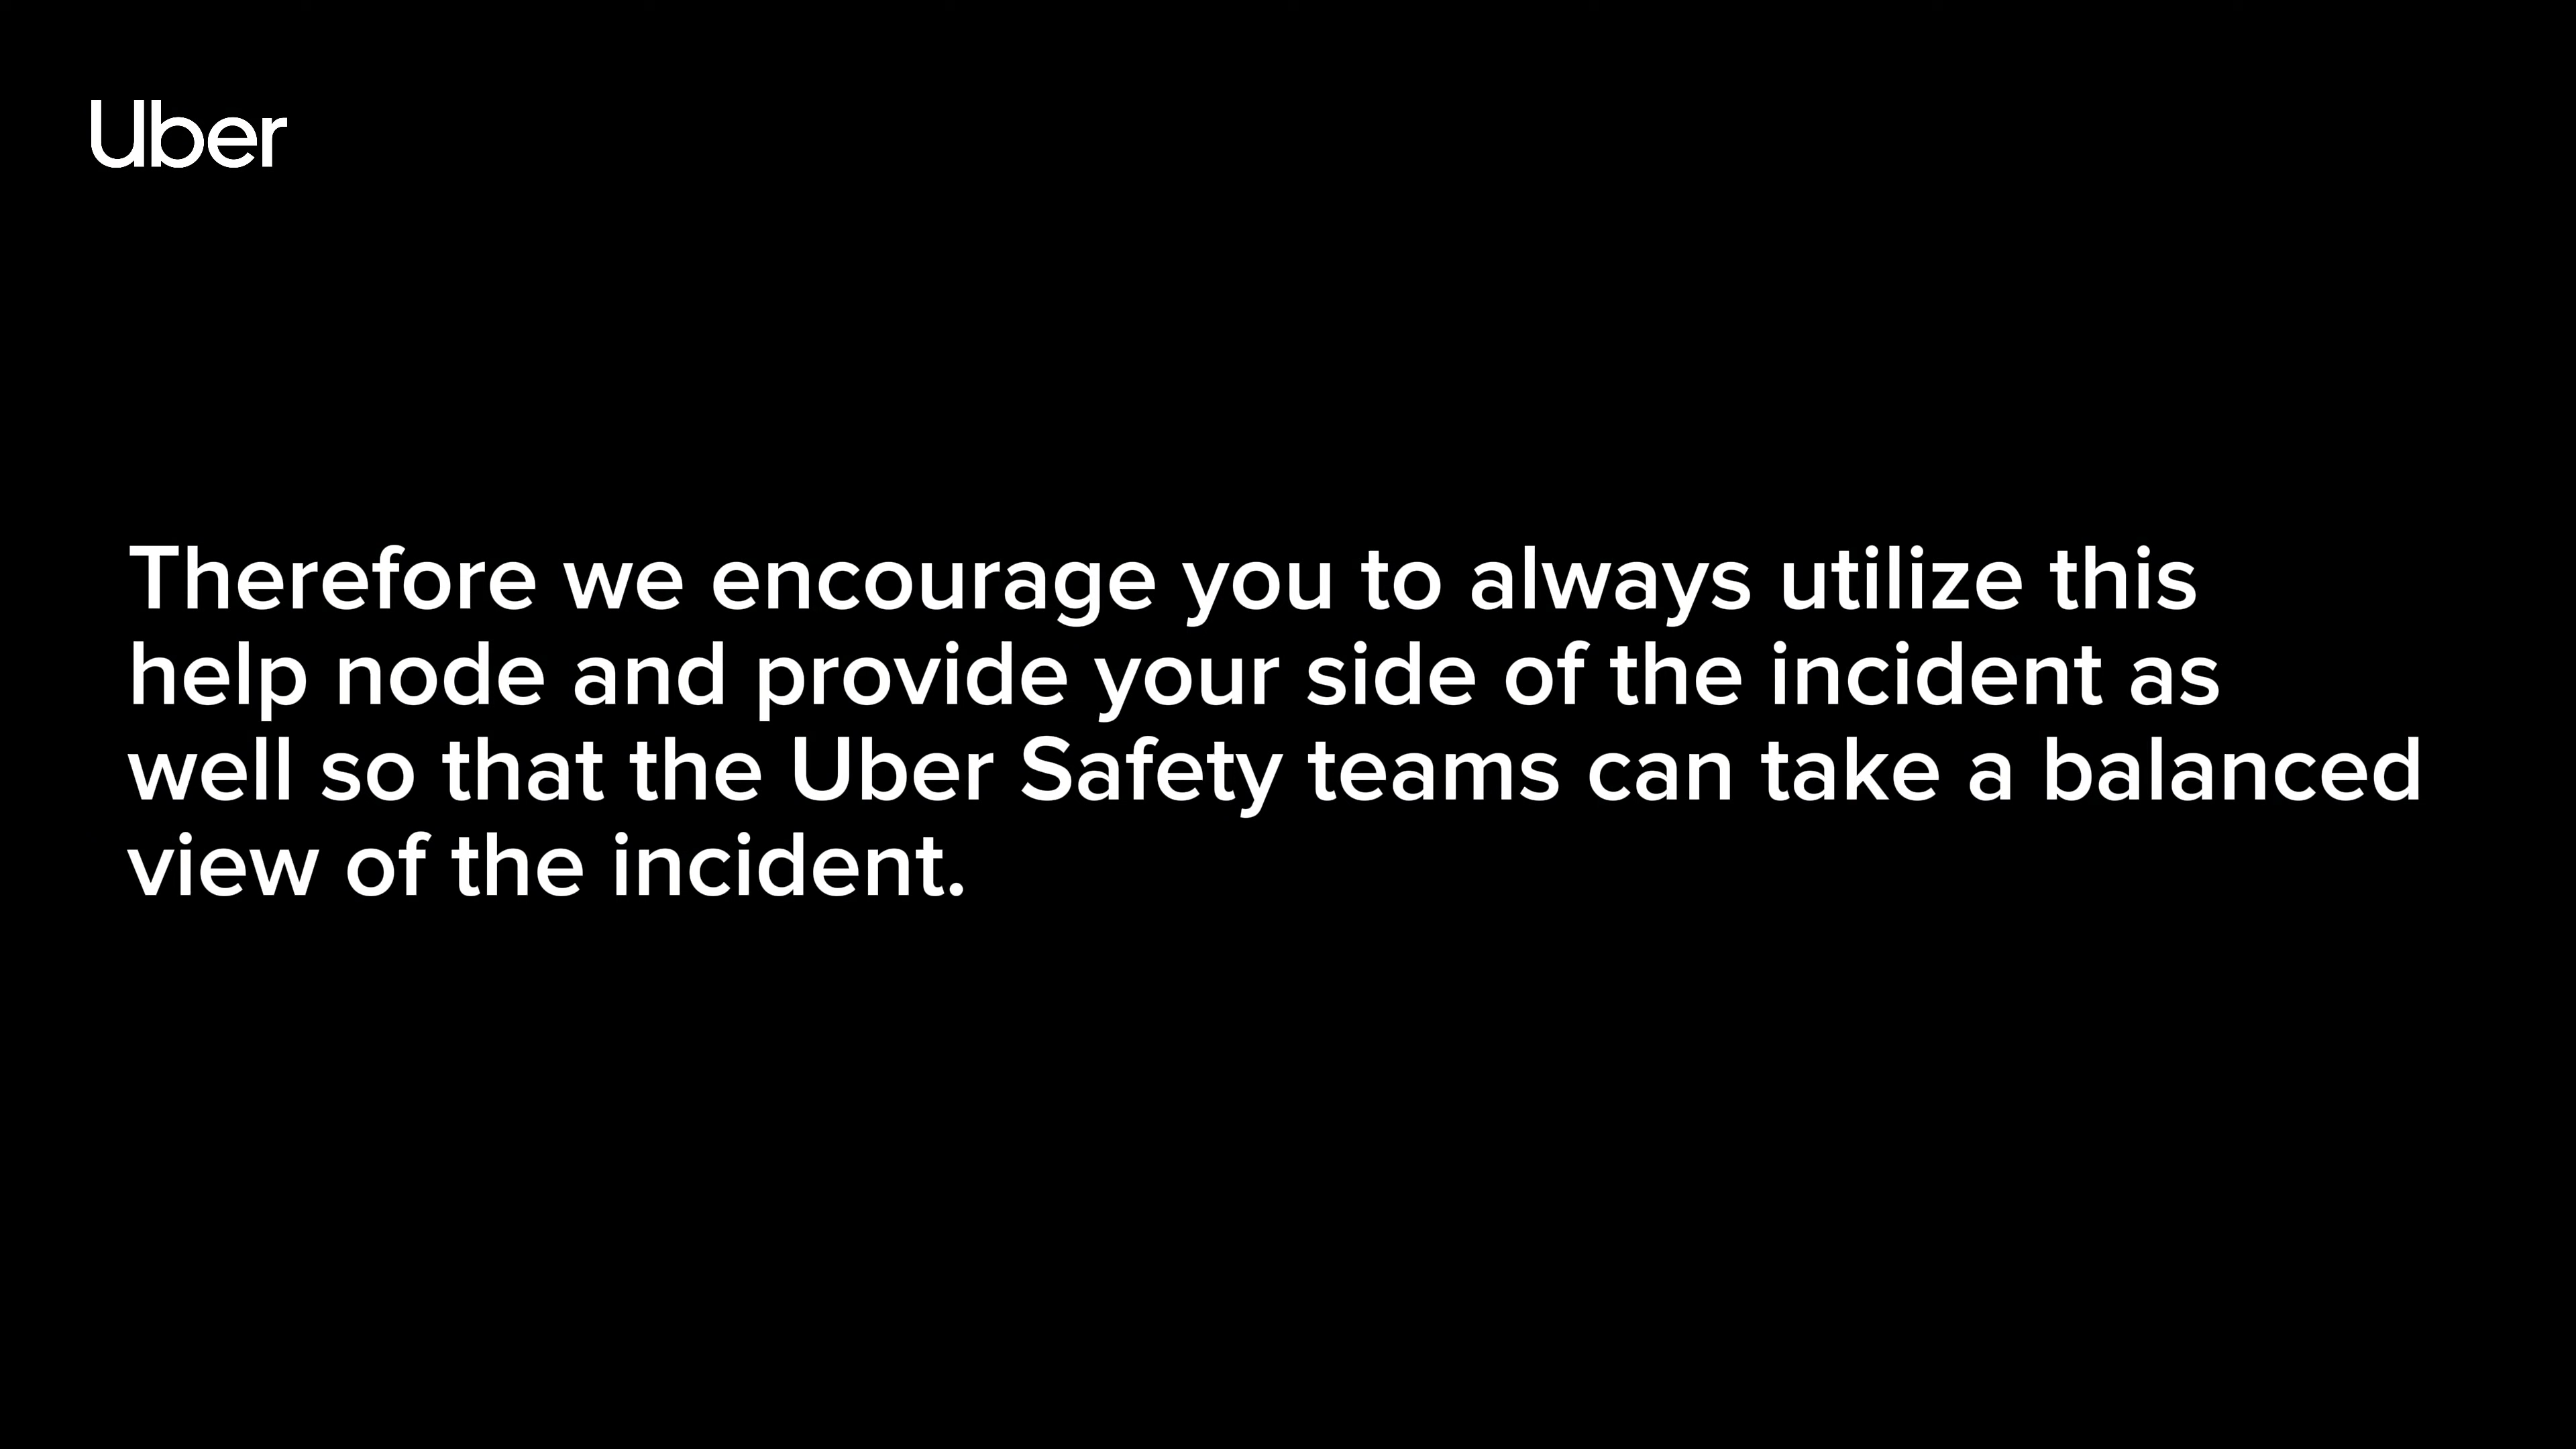 Uber
Therefore we encourage you to always utilize this
help node and provide your side of the incident as
well so that the Uber Safety teams can take a balanced
view of the incident.